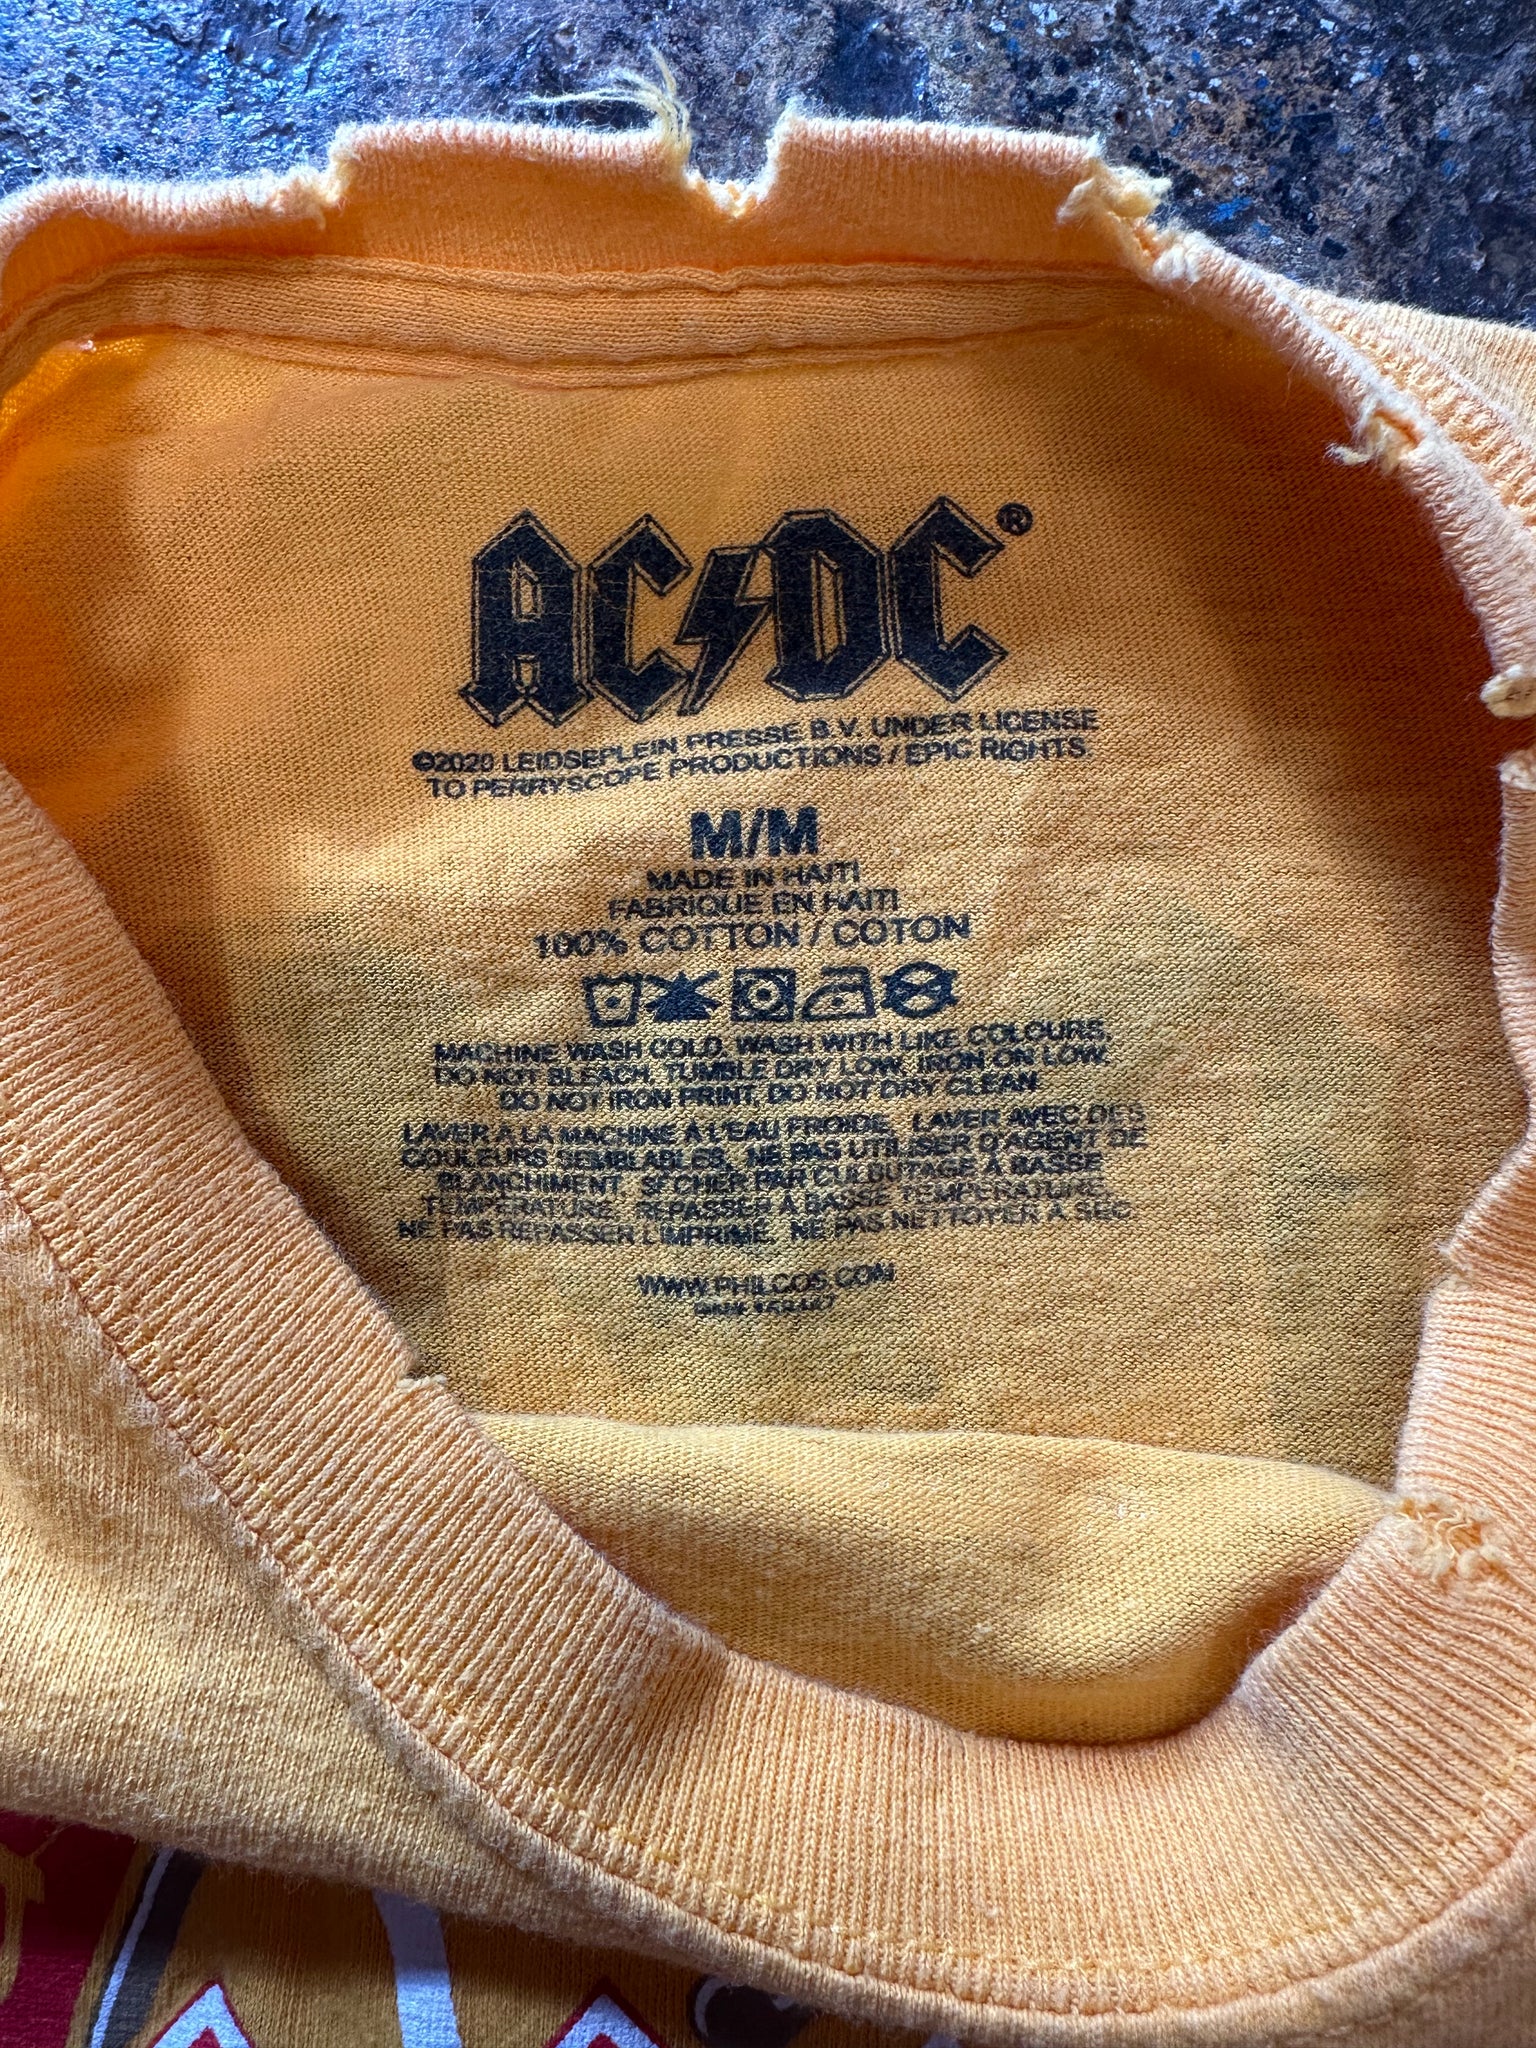 AC/DC®
©2020 LEIDSEPLEIN PRESSE B.V. UNDER LICENSE
TO PERRYSCOPE PRODUCTIONS / EPIC RIGHTS.
M/M
MADE IN HAITI
FABRIQUE EN HAITI
100% COTTON / COTON
MACHINE WASH COLD. WASH WITH LIKE COLOURS.
DO NOT BLEACH. TUMBLE DRY LOW. IRON ON LOW.
DO NOT IRON PRINT, DO NOT DRY CLEAN.
LAVER A LA MACHINE A L'EAU FROIDE. LAVER AVEC DES
COULEURS SEMBLABLES. NE PAS UTILISER D'AGENT DE
BLANCHIMENT. SÉCHER PAR CULBUTAGE À BASSE
TEMPÉRATURE. REPASSER À BASSE TEMPÉRATURE.
NE PAS REPASSER L'IMPRIMÉ. NE PAS NETTOYER A SEC.
WWW.PHILCOS.COM